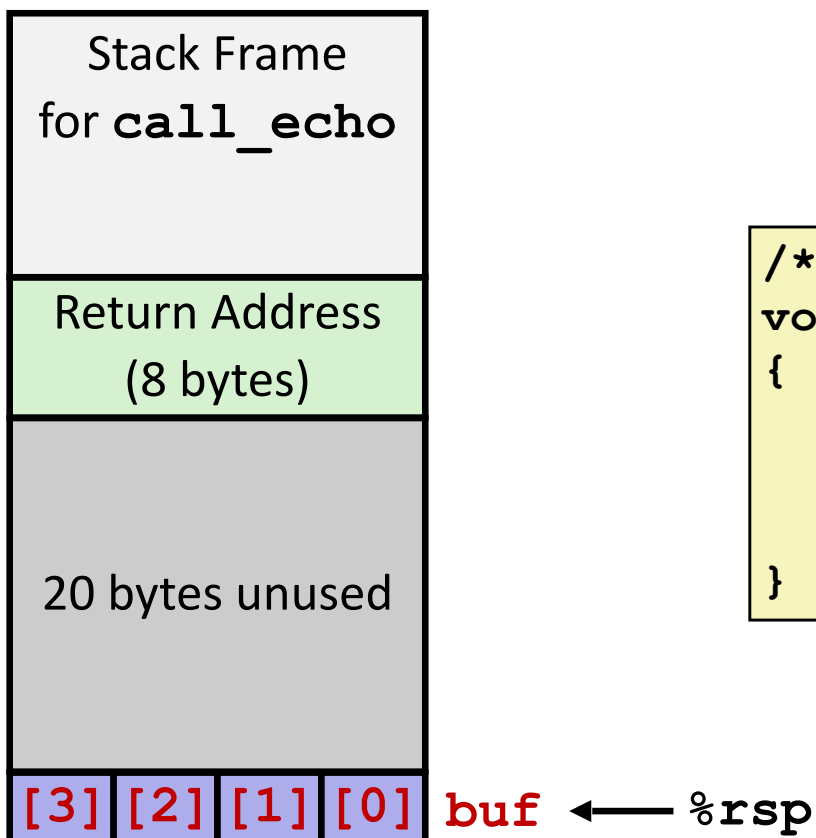 Stack Frame
for call_echo
Return Address
(8 bytes)
20 bytes unused
[3] [2] [1] [0] buf %rsp
/*
vo
{
}